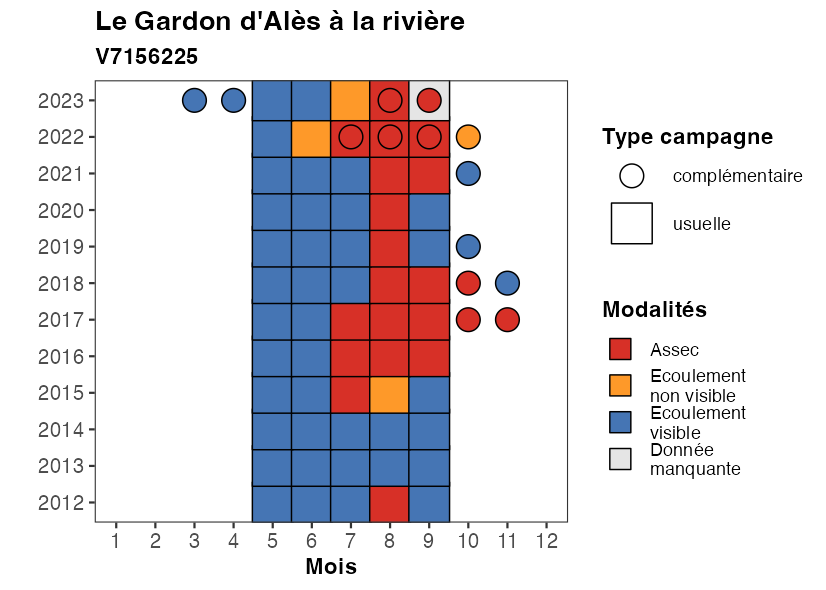 Le Gardon d'Alès à la rivière
V7156225
2023
2022
2021
2020
2019
2018
2017
2016
2015
2014
2013
2012
1 2 3 4 5 6 7 8 9 10 11 12
Mois
Type campagne
complémentaire
usuelle
Modalités
Assec
Ecoulement
non visible
Ecoulement
visible
Donnée
manquante